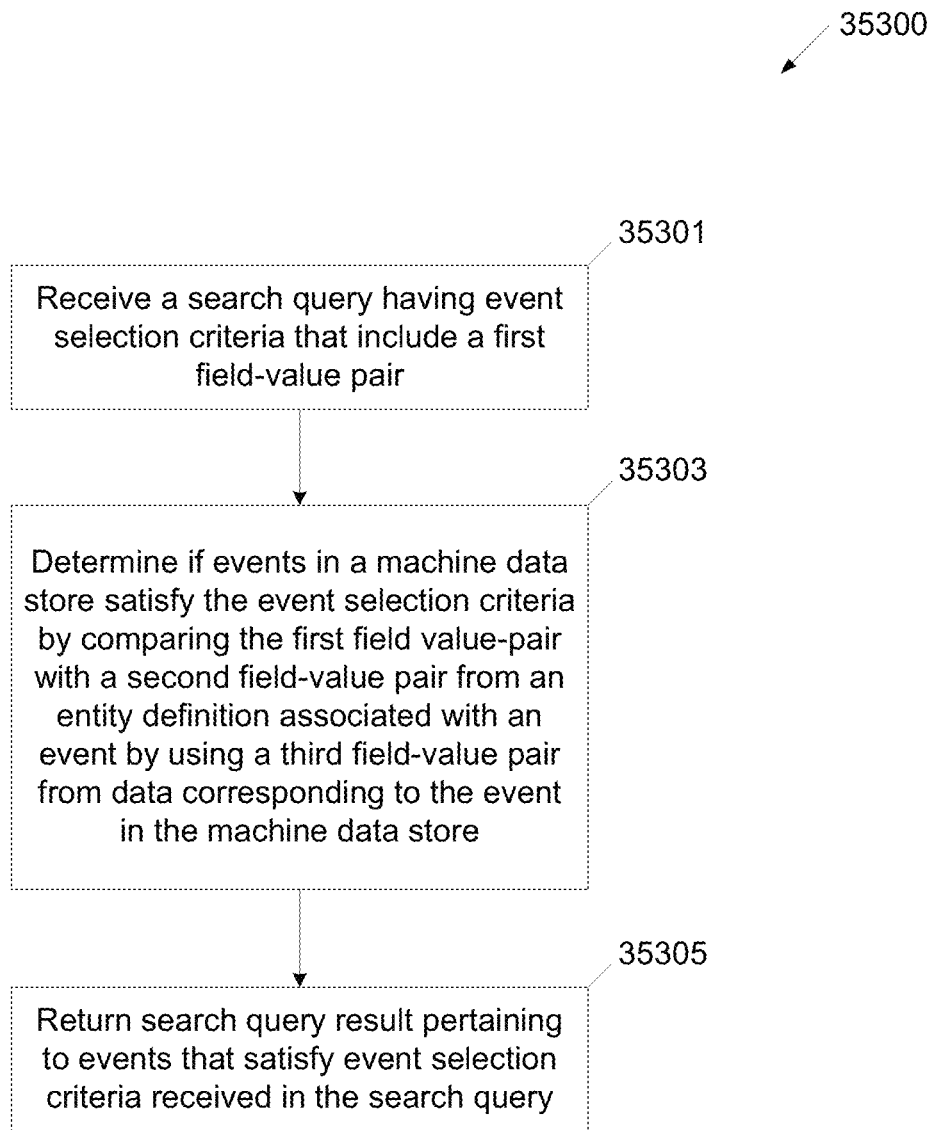 35300
35301
Receive a search query having event
selection criteria that include a first
field-value pair
35303
Determine if events in a machine data
store satisfy the event selection criteria
by comparing the first field value-pair
with a second field-value pair from an
entity definition associated with an
event by using a third field-value pair
from data corresponding to the event
in the machine data store
35305
Return search query result pertaining
to events that satisfy event selection
criteria received in the search query